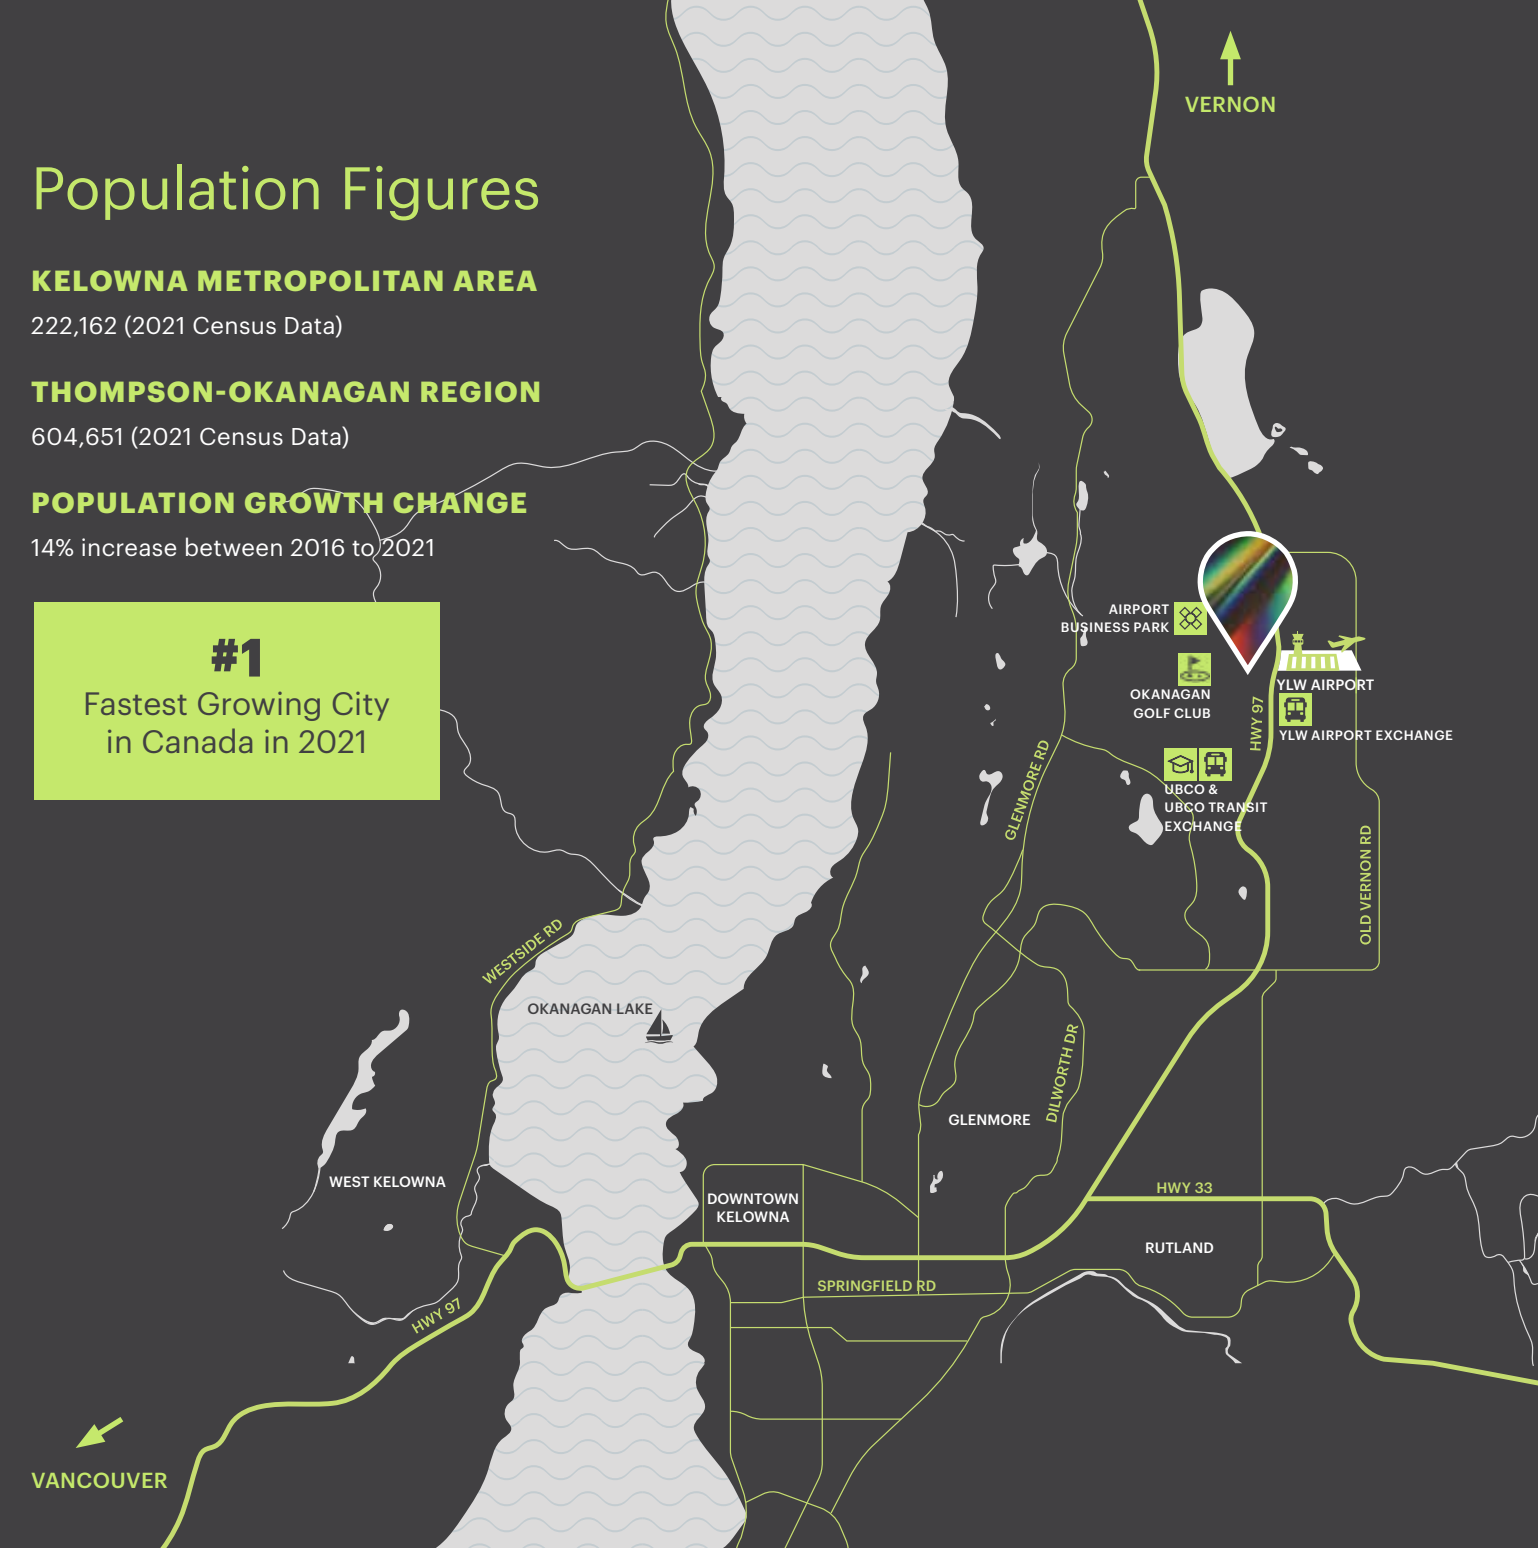 VERNON
Population Figures
KELOWNA METROPOLITAN AREA
222,162 (2021 Census Data)
THOMPSON-OKANAGAN REGION
604,651 (2021 Census Data)
POPULATION GROWTH CHANGE
14% increase between 2016 to 2021
#1
Fastest Growing City
in Canada in 2021
AIRPORT
BUSINESS PARK
OKANAGAN
GOLF CLUB
YLW AIRPORT
HWY 97
YLW AIRPORT EXCHANGE
UBCO &
UBCO TRANSIT
EXCHANGE
GLENMORE RD
OLD VERNON RD
WESTSIDE RD
OKANAGAN LAKE
DILWORTH DR
GLENMORE
WEST KELOWNA
DOWNTOWN
KELOWNA
HWY 33
RUTLAND
SPRINGFIELD RD
HWY 97
VANCOUVER